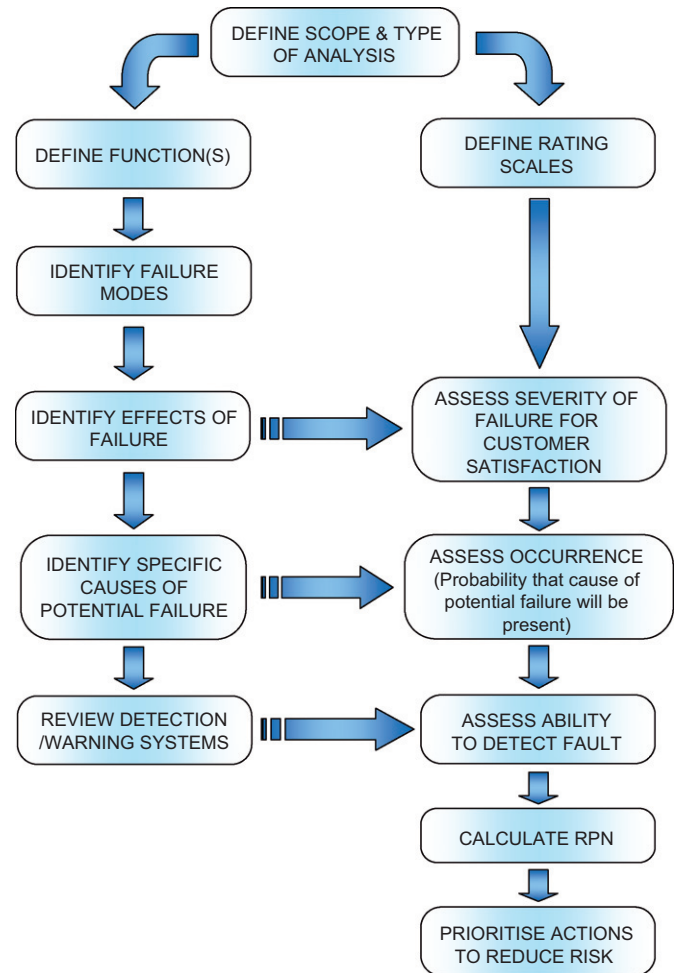 DEFINE SCOPE & TYPE
OF ANALYSIS
DEFINE FUNCTION(S)
DEFINE RATING
SCALES
IDENTIFY FAILURE
MODES
IDENTIFY EFFECTS OF
FAILURE
ASSESS SEVERITY OF
FAILURE FOR
CUSTOMER
SATISFACTION
IDENTIFY SPECIFIC
CAUSES OF
POTENTIAL FAILURE
ASSESS OCCURRENCE
(Probability that cause of
potential failure will be
present)
REVIEW DETECTION
/WARNING SYSTEMS
ASSESS ABILITY
TO DETECT FAULT
CALCULATE RPN
PRIORITISE ACTIONS
TO REDUCE RISK